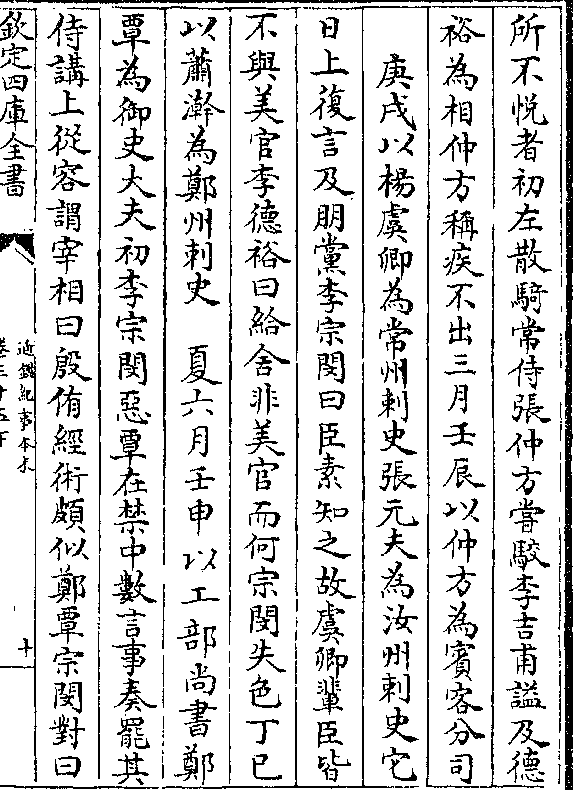 所不悦者初左散騎常侍張仲方嘗駮李吉甫謚及德
裕為相仲方稱疾不出三月壬辰以仲方為賓客分司
庚戌以楊虞卿為常州刺史張元夫為汝州刺史它
日上復言及朋黨李宗閔曰臣素知之故虞卿輩臣皆
不與美官李德裕曰給舍非美官而何宗閔失色丁巳
以蕭澣為鄭州刺史 夏六月壬申以工部尚書鄭
覃為御史大夫初李宗閔惡覃在禁中數言事奏罷其
侍講上從容謂宰相曰殷侑經術頗似鄭覃宗閔對曰
欽定四庫全書
通鑑紀事本末
卷三十五下
十